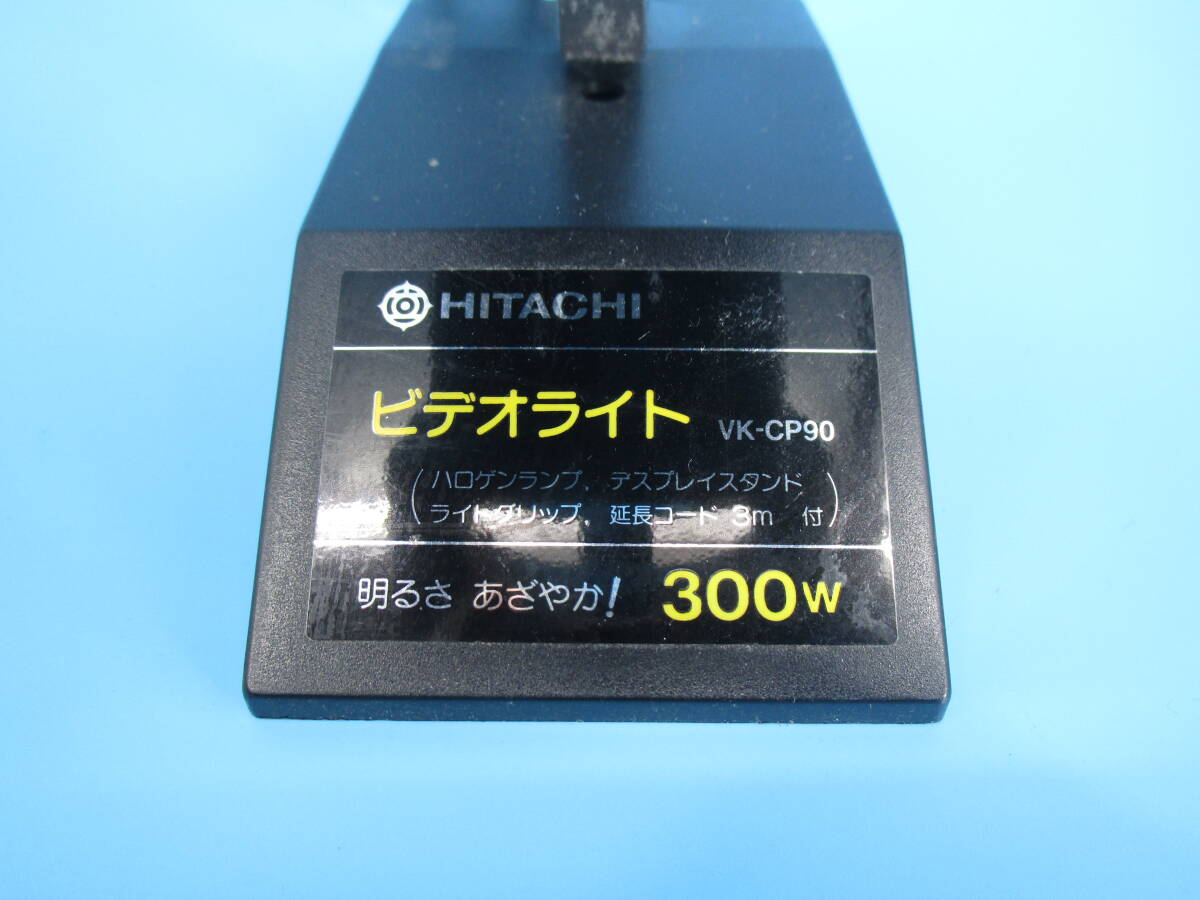 HITACHI
ビデオライト VK-CP90
(ハロゲンランプ, デスプレイスタンド
ライトグリップ, 延長コード 3m 付)
明るさ あざやか! 300W